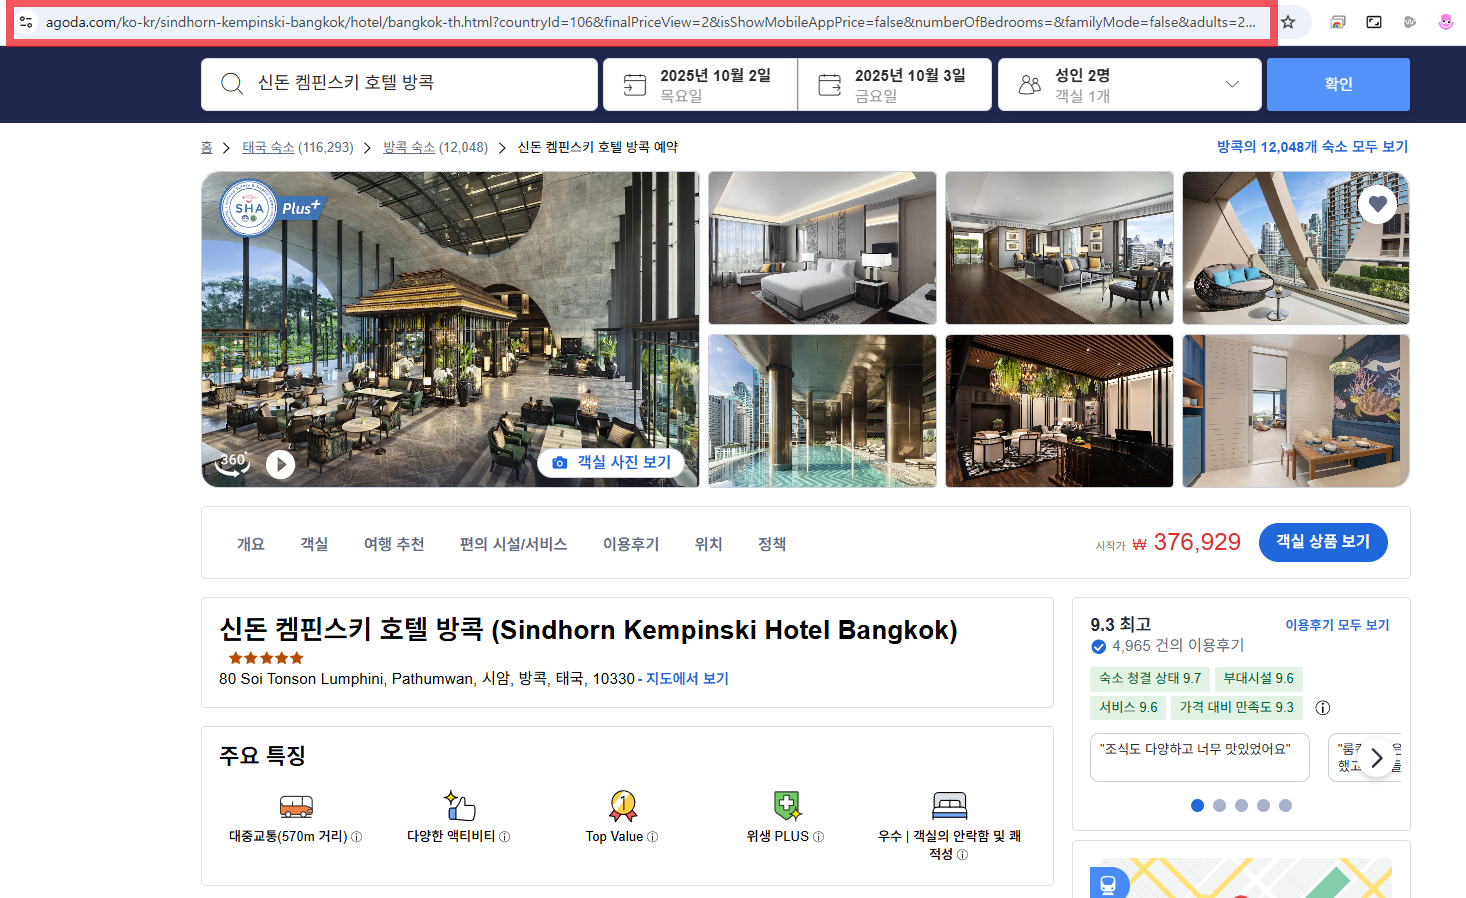 agoda.com/ko-kr/sindhorn-kempinski-bangkok/hotel/bangkok-th.html?countryId=106&finalPriceView=2&isShowMobileAppPrice=false&numberOfBedrooms=&familyMode=false&adults=2...
신돈 켐핀스키 호텔 방콕
2025년 10월 2일
목요일
2025년 10월 3일
금요일
성인 2명
객실 1개
확인
홈 > 태국 숙소 (116,293) > 방콕 숙소 (12,048) > 신돈 켐핀스키 호텔 방콕 예약
방콕의 12,048개 숙소 모두 보기
SHA Plus+
360
객실 사진 보기
개요 객실 여행 추천 편의 시설/서비스 이용후기 위치 정책
시작가 ₩ 376,929
객실 상품 보기
신돈 켐핀스키 호텔 방콕 (Sindhorn Kempinski Hotel Bangkok)
80 Soi Tonson Lumphini, Pathumwan, 시암, 방콕, 태국, 10330 - 지도에서 보기
주요 특징
대중교통(570m 거리)
다양한 액티비티
1
Top Value
위생 PLUS
우수 | 객실의 안락함 및 쾌
적성
9.3 최고
이용후기 모두 보기
4,965 건의 이용후기
숙소 청결 상태 9.7
부대시설 9.6
서비스 9.6
가격 대비 만족도 9.3
"조식도 다양하고 너무 맛있었어요"